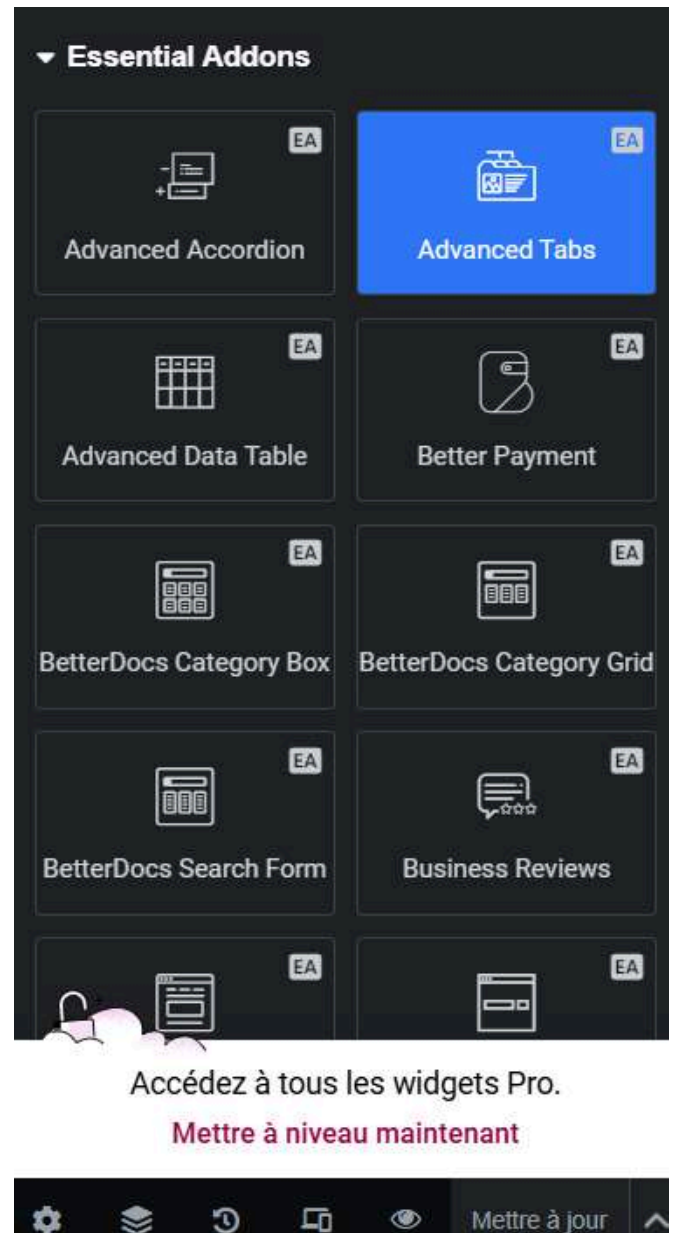 Essential Addons
EA EA
Advanced Accordion Advanced Tabs
EA EA
Advanced Data Table Better Payment
EA EA
BetterDocs Category Box BetterDocs Category Grid
EA EA
BetterDocs Search Form Business Reviews
EA EA
Accédez à tous les widgets Pro.
Mettre à niveau maintenant
Mettre à jour